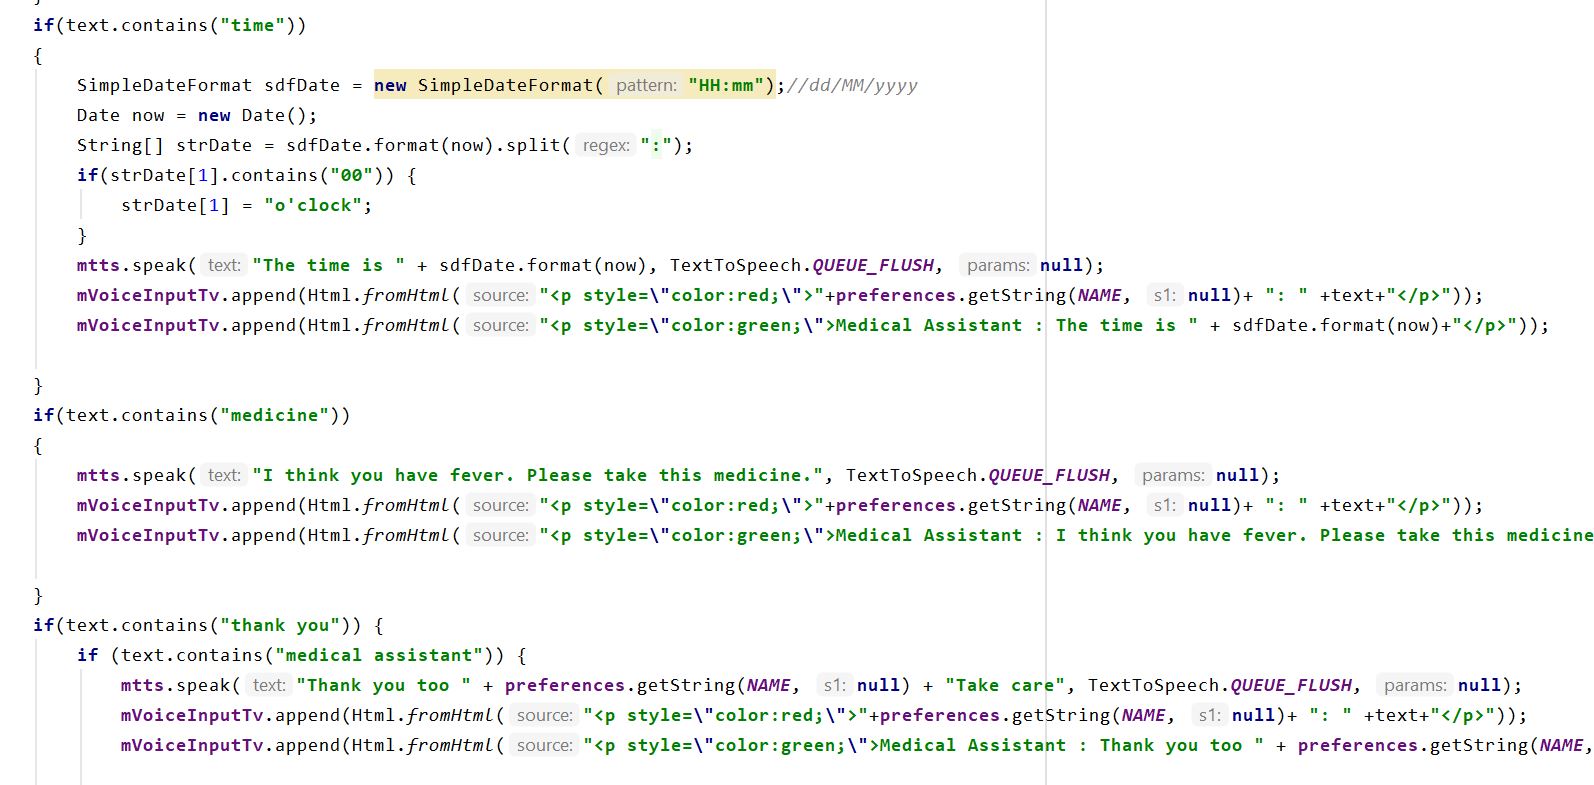 }
if(text.contains("time"))
{
SimpleDateFormat sdfDate = new SimpleDateFormat( pattern: "HH:mm");//dd/MM/yyyy
Date now = new Date();
String[] strDate = sdfDate.format(now).split( regex: ":");
if(strDate[1].contains("00")) {
strDate[1] = "o'clock";
}
mtts.speak( text: "The time is " + sdfDate.format(now), TextToSpeech.QUEUE_FLUSH, params: null);
mVoiceInputTv.append(Html.fromHtml( source: "<p style=\"color:red;\">"+preferences.getString(NAME, s1: null)+ ": " +text+"</p>"));
mVoiceInputTv.append(Html.fromHtml( source: "<p style=\"color:green;\">Medical Assistant : The time is " + sdfDate.format(now)+"</p>"));
}
if(text.contains("medicine"))
{
mtts.speak( text: "I think you have fever. Please take this medicine.", TextToSpeech.QUEUE_FLUSH, params: null);
mVoiceInputTv.append(Html.fromHtml( source: "<p style=\"color:red;\">"+preferences.getString(NAME, s1: null)+ ": " +text+"</p>"));
mVoiceInputTv.append(Html.fromHtml( source: "<p style=\"color:green;\">Medical Assistant : I think you have fever. Please take this medicine
}
if(text.contains("thank you")) {
if (text.contains("medical assistant")) {
mtts.speak( text: "Thank you too " + preferences.getString(NAME, s1: null) + "Take care", TextToSpeech.QUEUE_FLUSH, params: null);
mVoiceInputTv.append(Html.fromHtml( source: "<p style=\"color:red;\">"+preferences.getString(NAME, s1: null)+ ": " +text+"</p>"));
mVoiceInputTv.append(Html.fromHtml( source: "<p style=\"color:green;\">Medical Assistant : Thank you too " + preferences.getString(NAME,